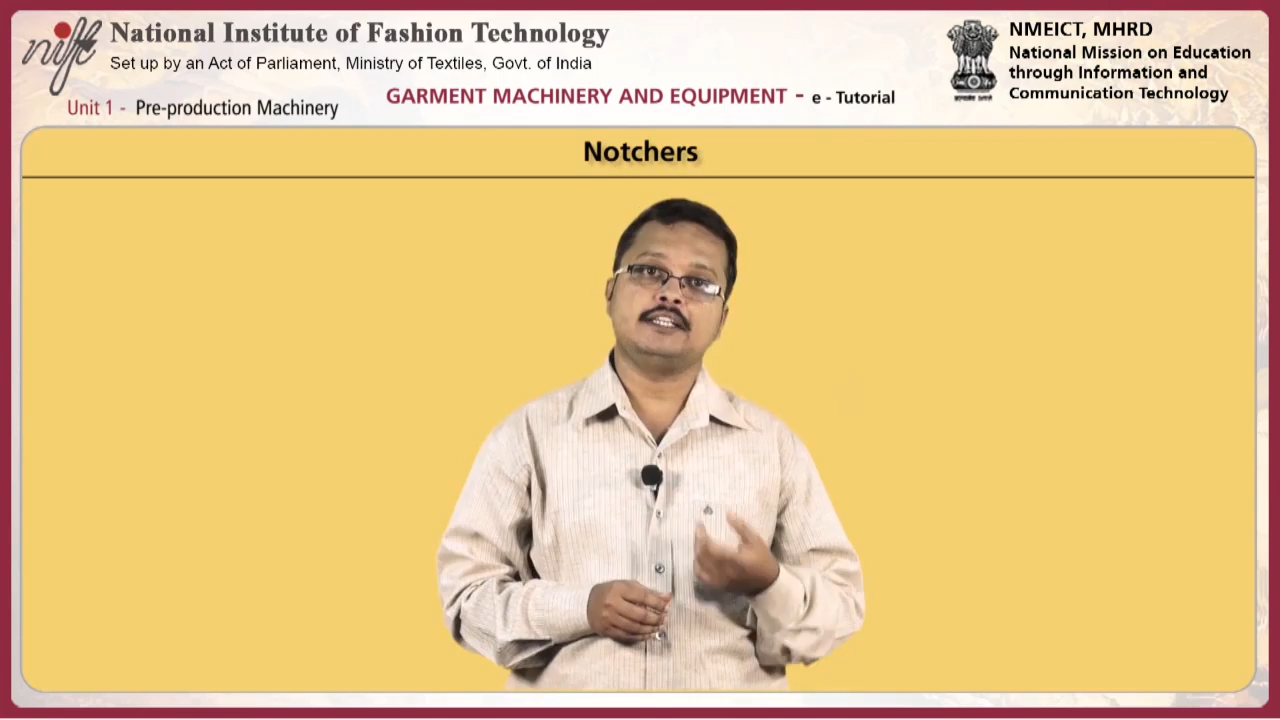 nift
National Institute of Fashion Technology
Set up by an Act of Parliament, Ministry of Textiles, Govt. of India
Unit 1 - Pre-production Machinery
GARMENT MACHINERY AND EQUIPMENT - e - Tutorial
NMEICT, MHRD
National Mission on Education
through Information and
Communication Technology
Notchers